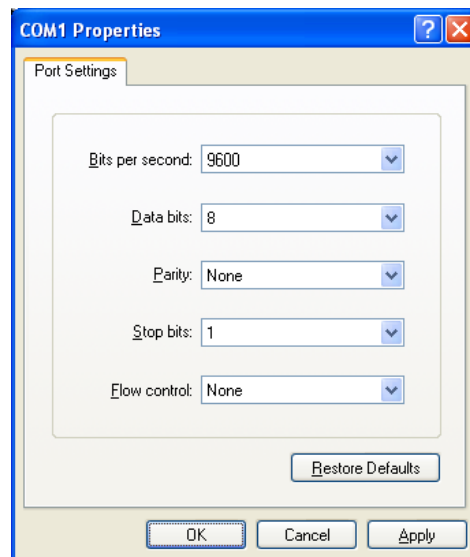 COM1 Properties
Port Settings
Bits per second: 9600
Data bits: 8
Parity: None
Stop bits: 1
Flow control: None
Restore Defaults
OK Cancel Apply